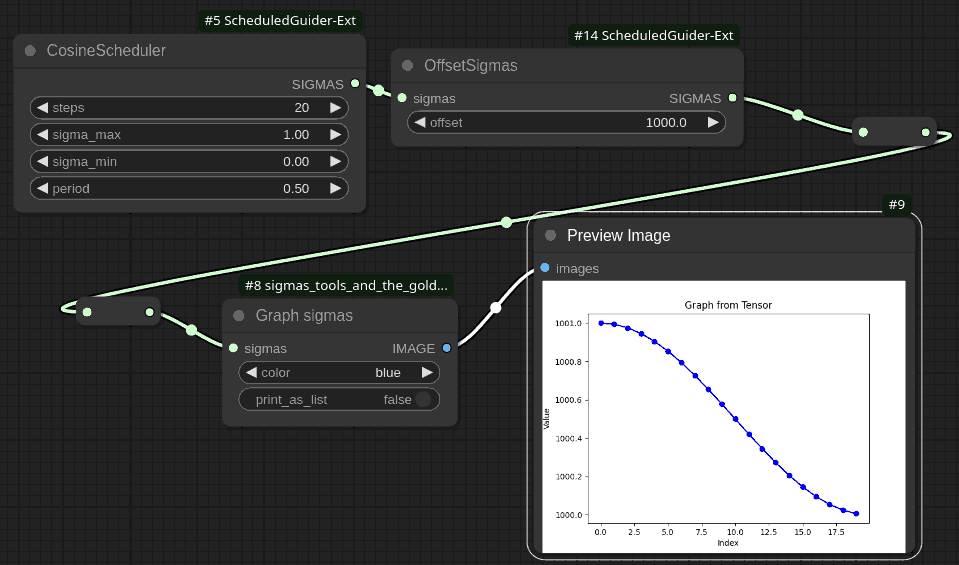 #5 ScheduledGuider-Ext
CosineScheduler
SIGMAS
steps 20
sigma_max 1.00
sigma_min 0.00
period 0.50
#14 ScheduledGuider-Ext
OffsetSigmas
sigmas SIGMAS
offset 1000.0
#8 sigmas_tools_and_the_gold...
Graph sigmas
sigmas IMAGE
color blue
print_as_list false
#9
Preview Image
images
Graph from Tensor
1001.0
1000.8
1000.6
1000.4
1000.2
1000.0
Value
0.0 2.5 5.0 7.5 10.0 12.5 15.0 17.5
Index